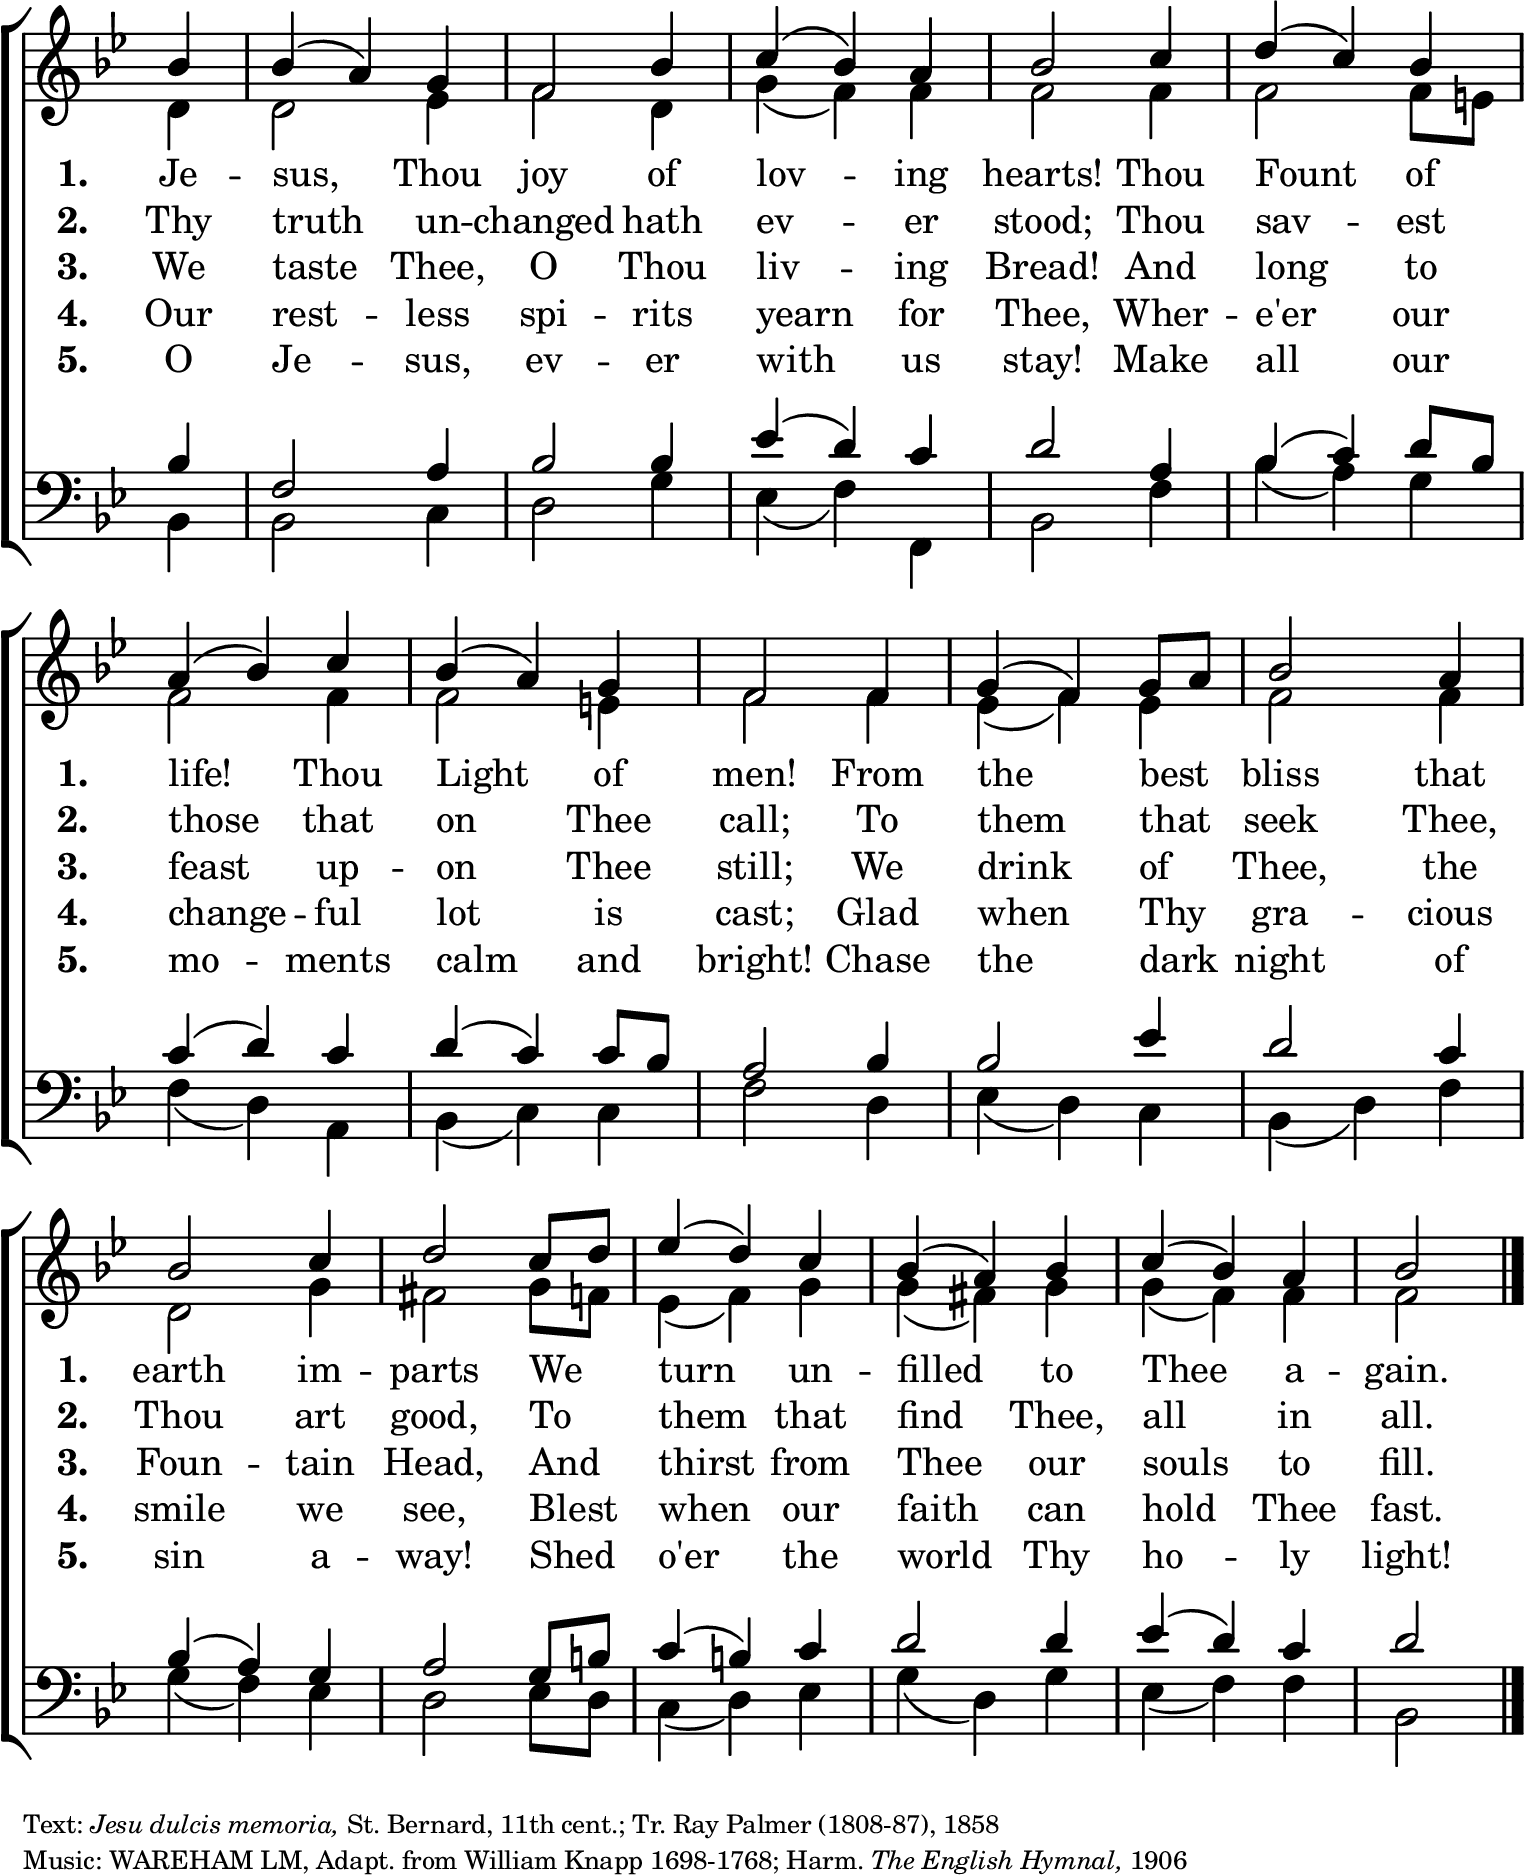 1. Je -- sus, Thou joy of lov -- ing hearts! Thou Fount of
2. Thy truth un -- changed hath ev -- er stood; Thou sav -- est
3. We taste Thee, O Thou liv -- ing Bread! And long to
4. Our rest -- less spi -- rits yearn for Thee, Wher -- e'er our
5. O Je -- sus, ev -- er with us stay! Make all our
1. life! Thou Light of men! From the best bliss that
2. those that on Thee call; To them that seek Thee,
3. feast up -- on Thee still; We drink of Thee, the
4. change -- ful lot is cast; Glad when Thy gra -- cious
5. mo -- ments calm and bright! Chase the dark night of
1. earth im -- parts We turn un -- filled to Thee a -- gain.
2. Thou art good, To them that find Thee, all in all.
3. Foun -- tain Head, And thirst from Thee our souls to fill.
4. smile we see, Blest when our faith can hold Thee fast.
5. sin a -- way! Shed o'er the world Thy ho -- ly light!
Text: Jesu dulcis memoria, St. Bernard, 11th cent.; Tr. Ray Palmer (1808-87), 1858
Music: WAREHAM LM, Adapt. from William Knapp 1698-1768; Harm. The English Hymnal, 1906